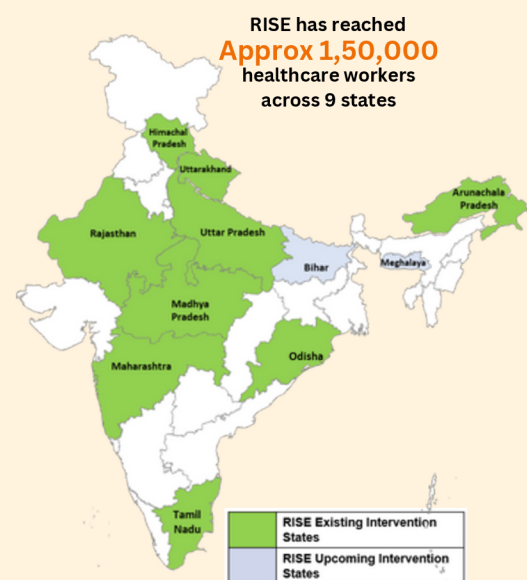 RISE has reached
Approx 1,50,000
healthcare workers
across 9 states
Himachal
Pradesh
Uttarakhand
Arunachala
Pradesh
Rajasthan
Uttar Pradesh
Bihar
Meghalaya
Madhya
Pradesh
Odisha
Maharashtra
Tamil
Nadu
RISE Existing Intervention
States
RISE Upcoming Intervention
States